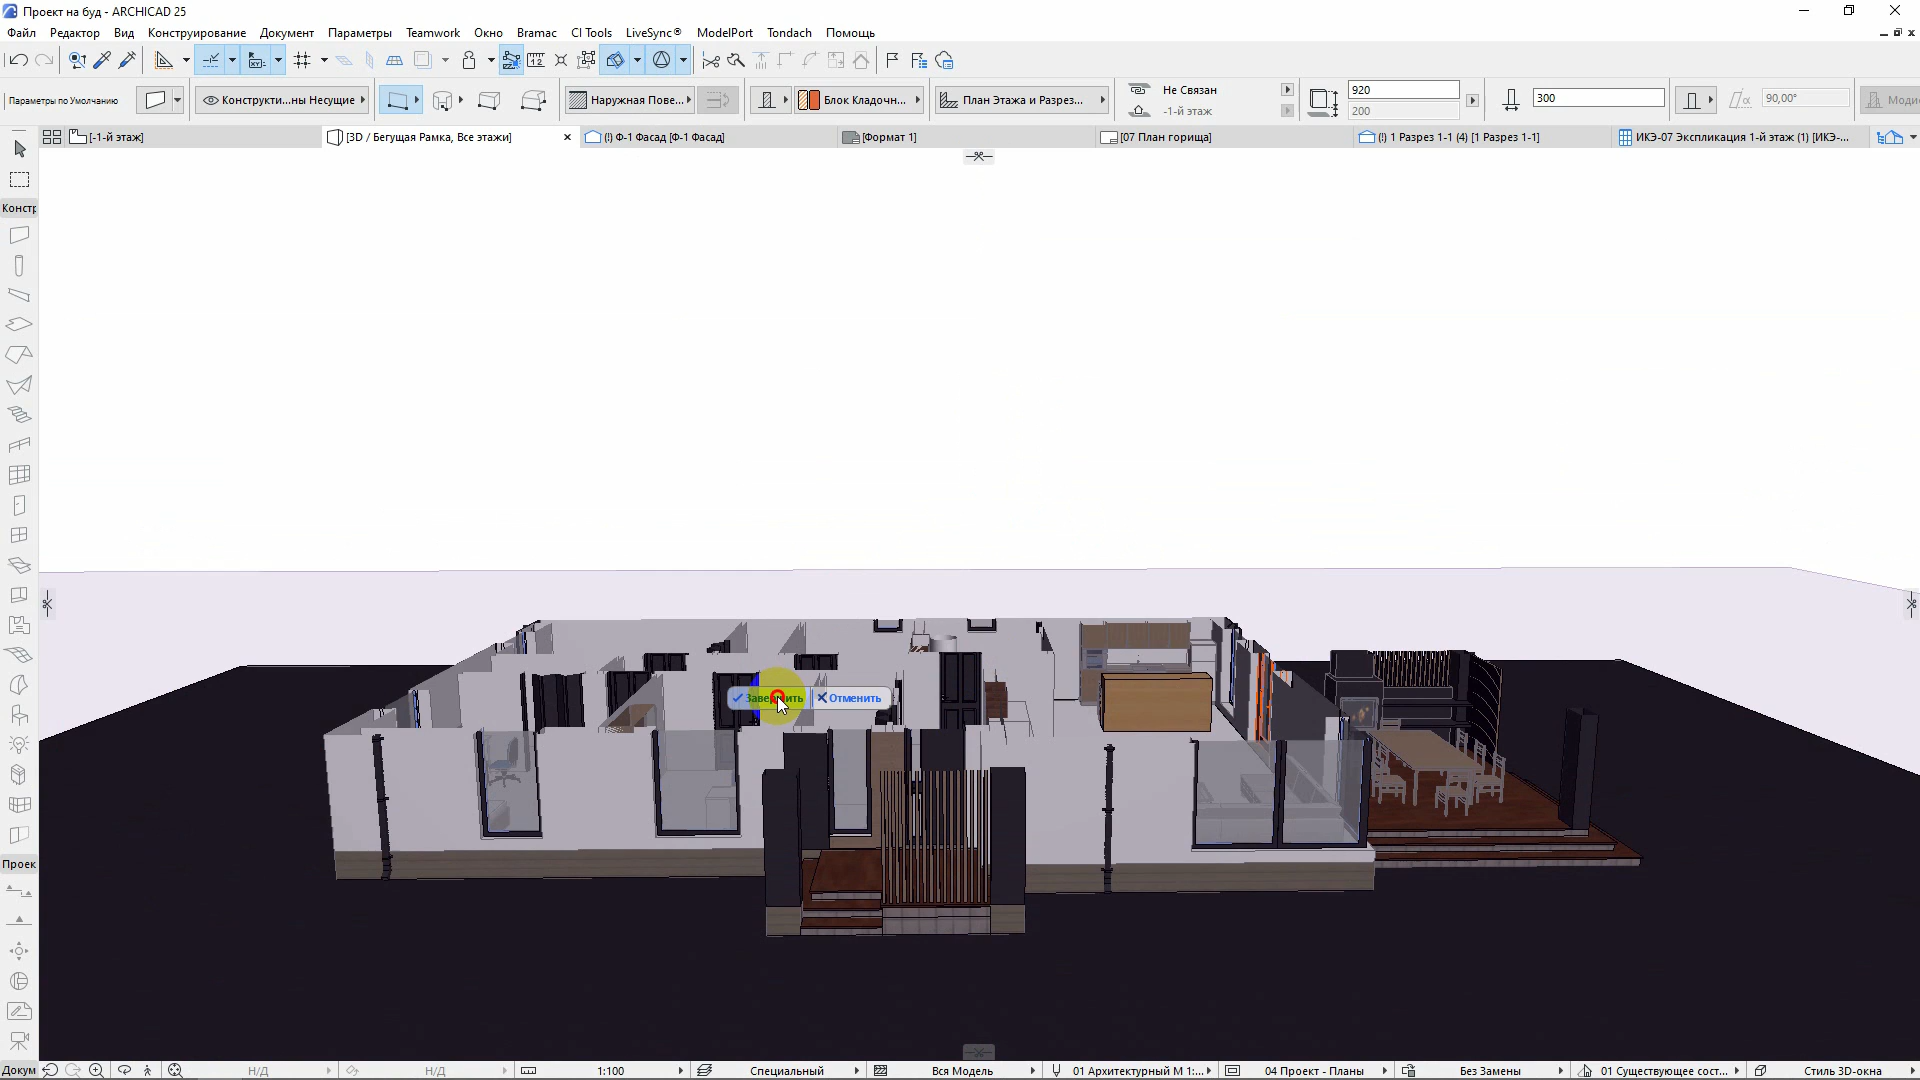 Проект на буд - ARCHICAD 25
Файл Редактор Вид Конструирование Документ Параметры Teamwork Окно Bramac CI Tools LiveSync® ModelPort Tondach Помощь
Параметры по Умолчанию
Конструкти...ны Несущие
Наружная Пове...
Блок Кладочн...
План Этажа и Разрез...
Не Связан
-1-й этаж
920
200
300
90,00°
Моди
[-1-й этаж]
[3D / Бегущая Рамка, Все этажи]
(!) Ф-1 Фасад [Ф-1 Фасад]
[Формат 1]
[07 План горища]
(!) 1 Разрез 1-1 (4) [1 Разрез 1-1]
ИКЭ-07 Экспликация 1-й этаж (1) [ИКЭ-...
Констр
Завершить
Отменить
Проек
Докум
Н/Д
Н/Д
1:100
Специальный
Вся Модель
01 Архитектурный М 1:...
04 Проект - Планы
Без Замены
01 Существующее сост...
Стиль 3D-окна